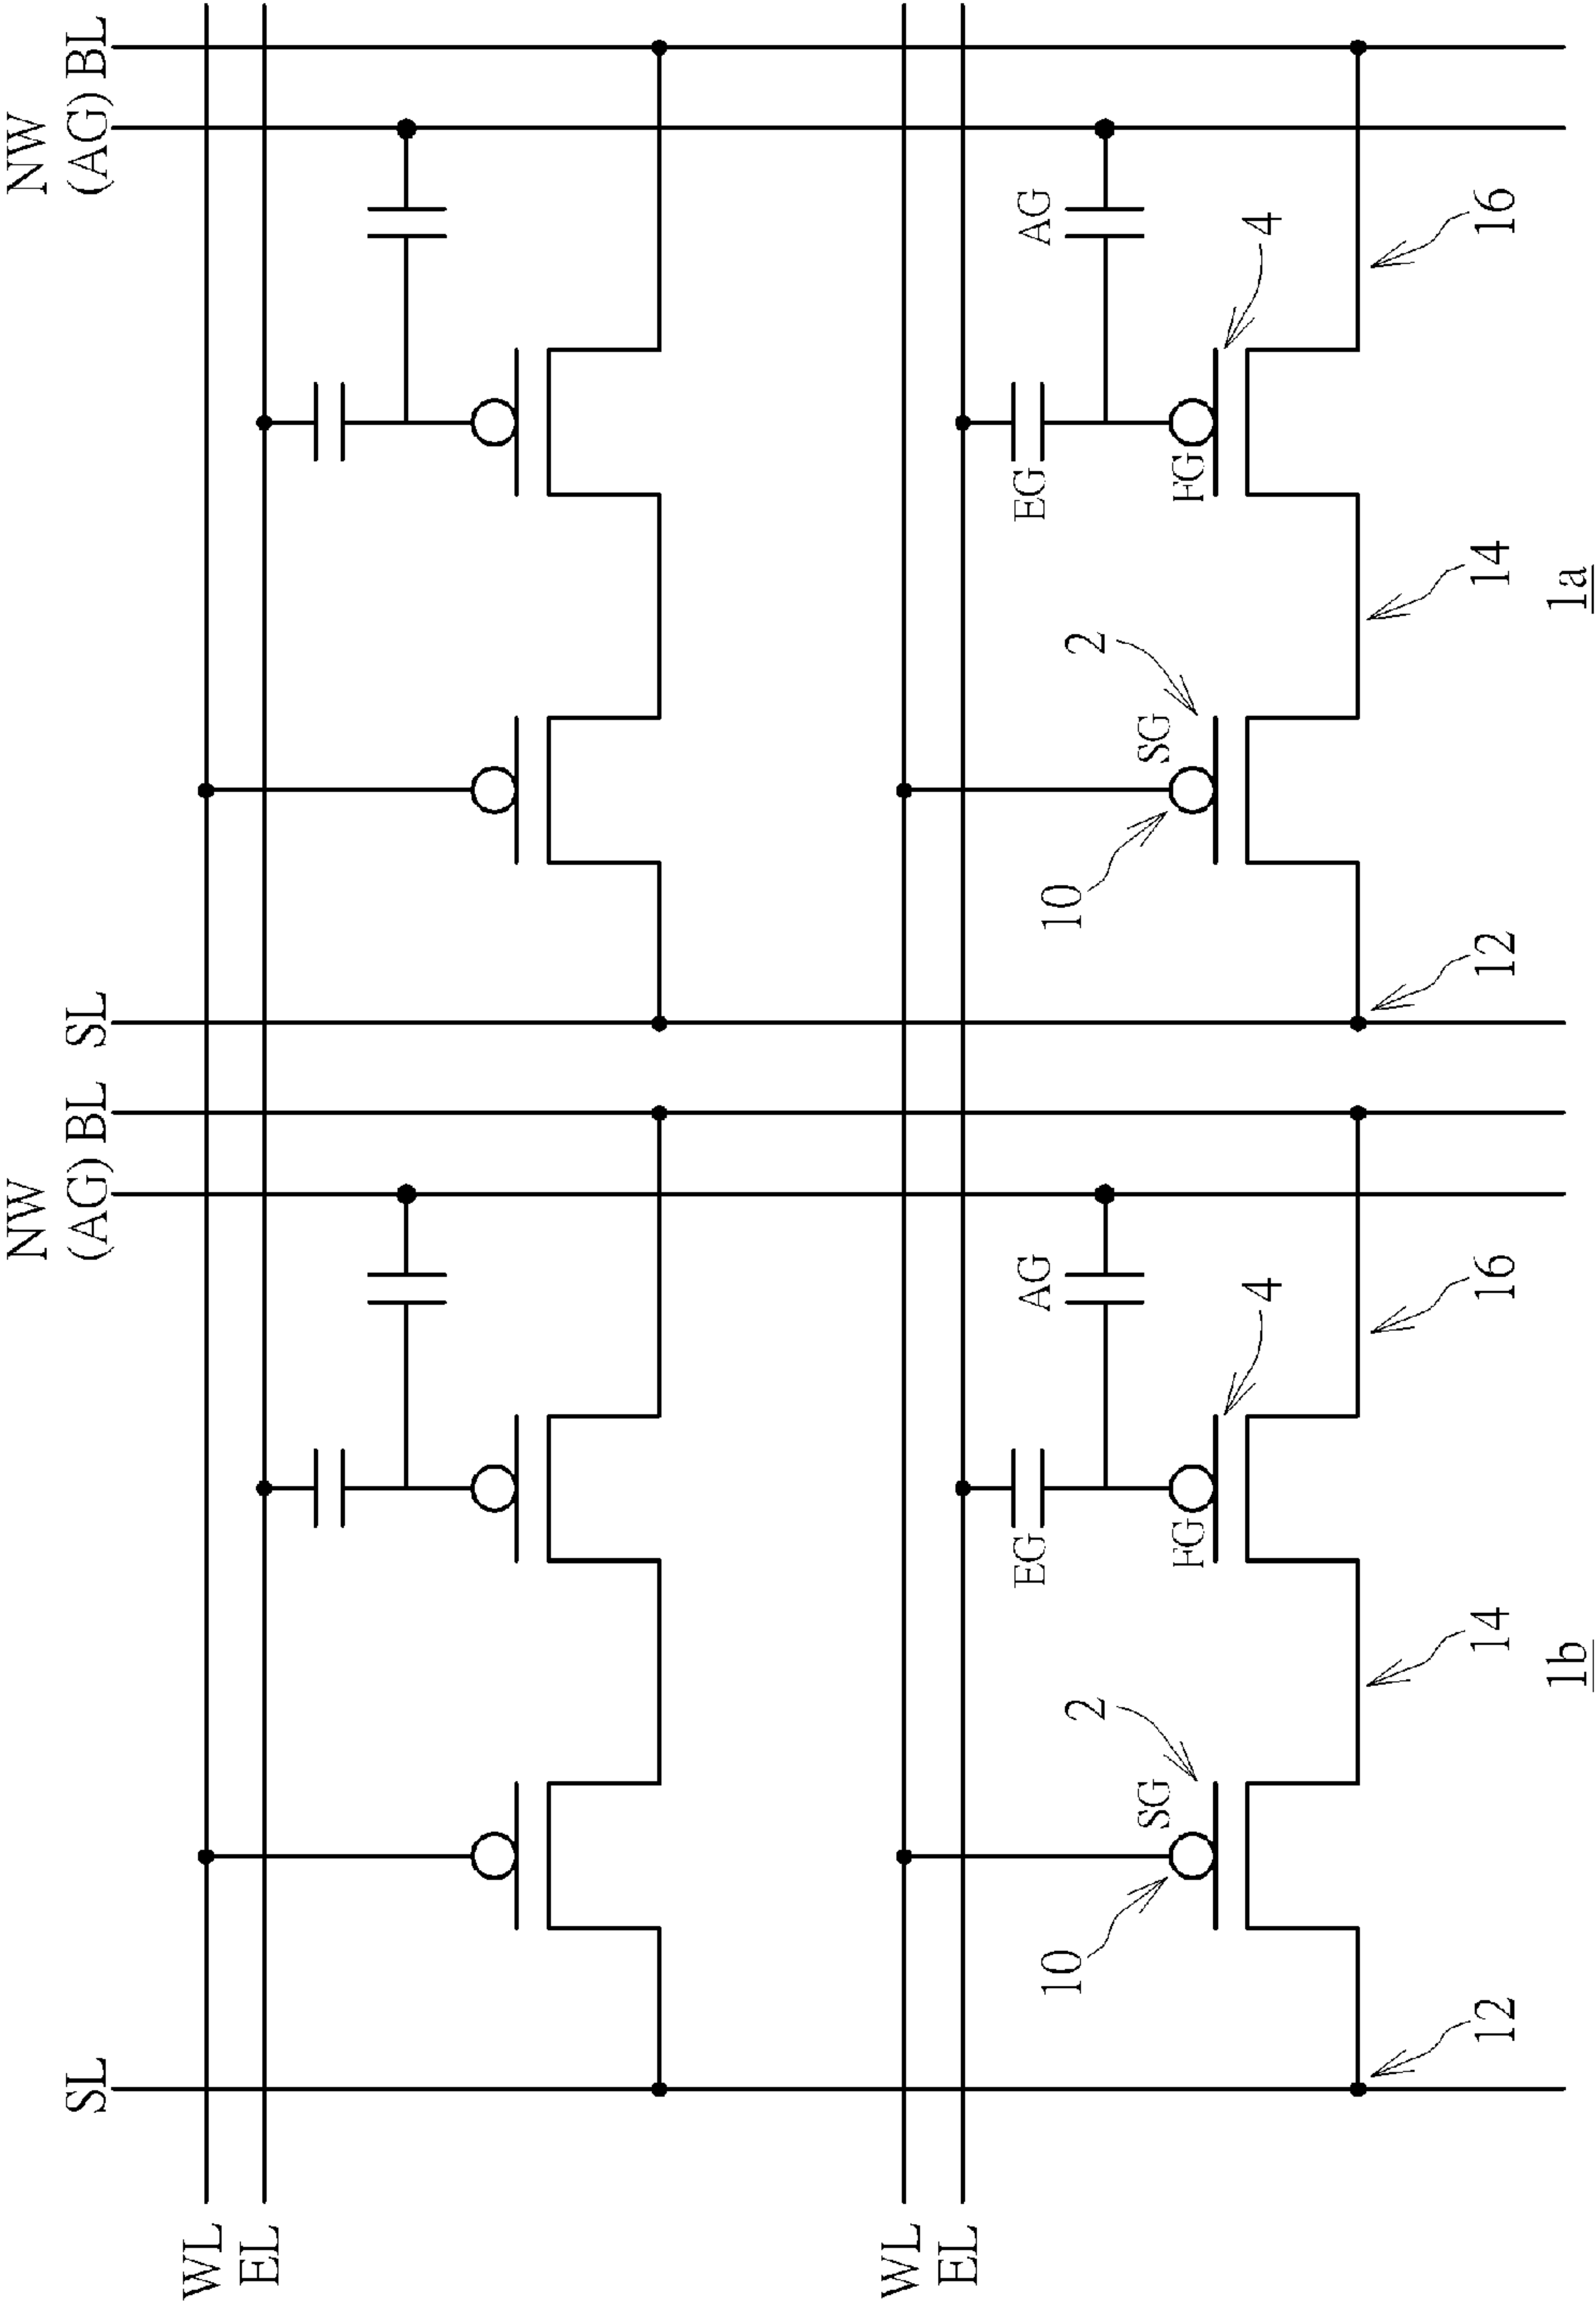 NW NW
SL (AG) BL SL (AG) BL
WL
EL
WL
EL
EG AG EG AG
10 2 10 2
SG SG
FG FG
4 4
12 14 16 12 14 16
1b 1a